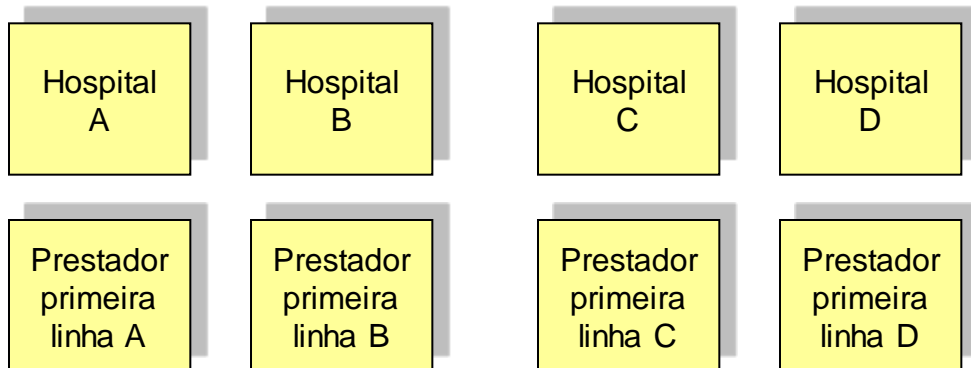 Hospital
A
Hospital
B
Hospital
C
Hospital
D
Prestador
primeira
linha A
Prestador
primeira
linha B
Prestador
primeira
linha C
Prestador
primeira
linha D